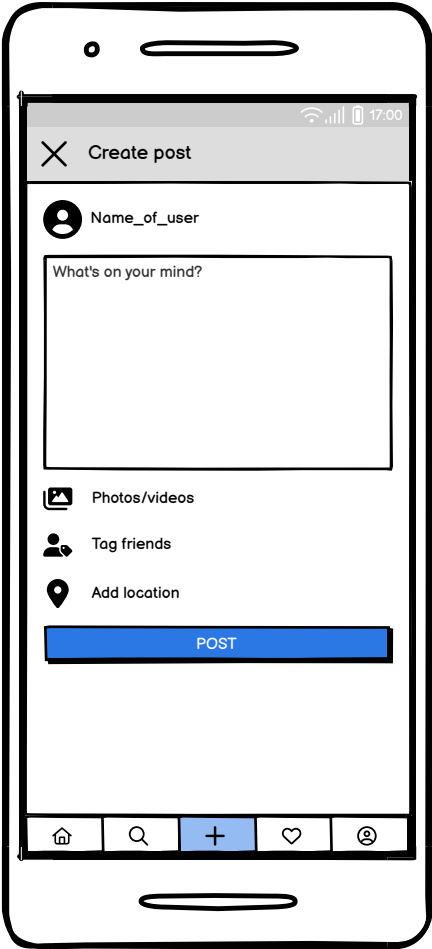 17:00
Create post
Name_of_user
What's on your mind?
Photos/videos
Tag friends
Add location
POST